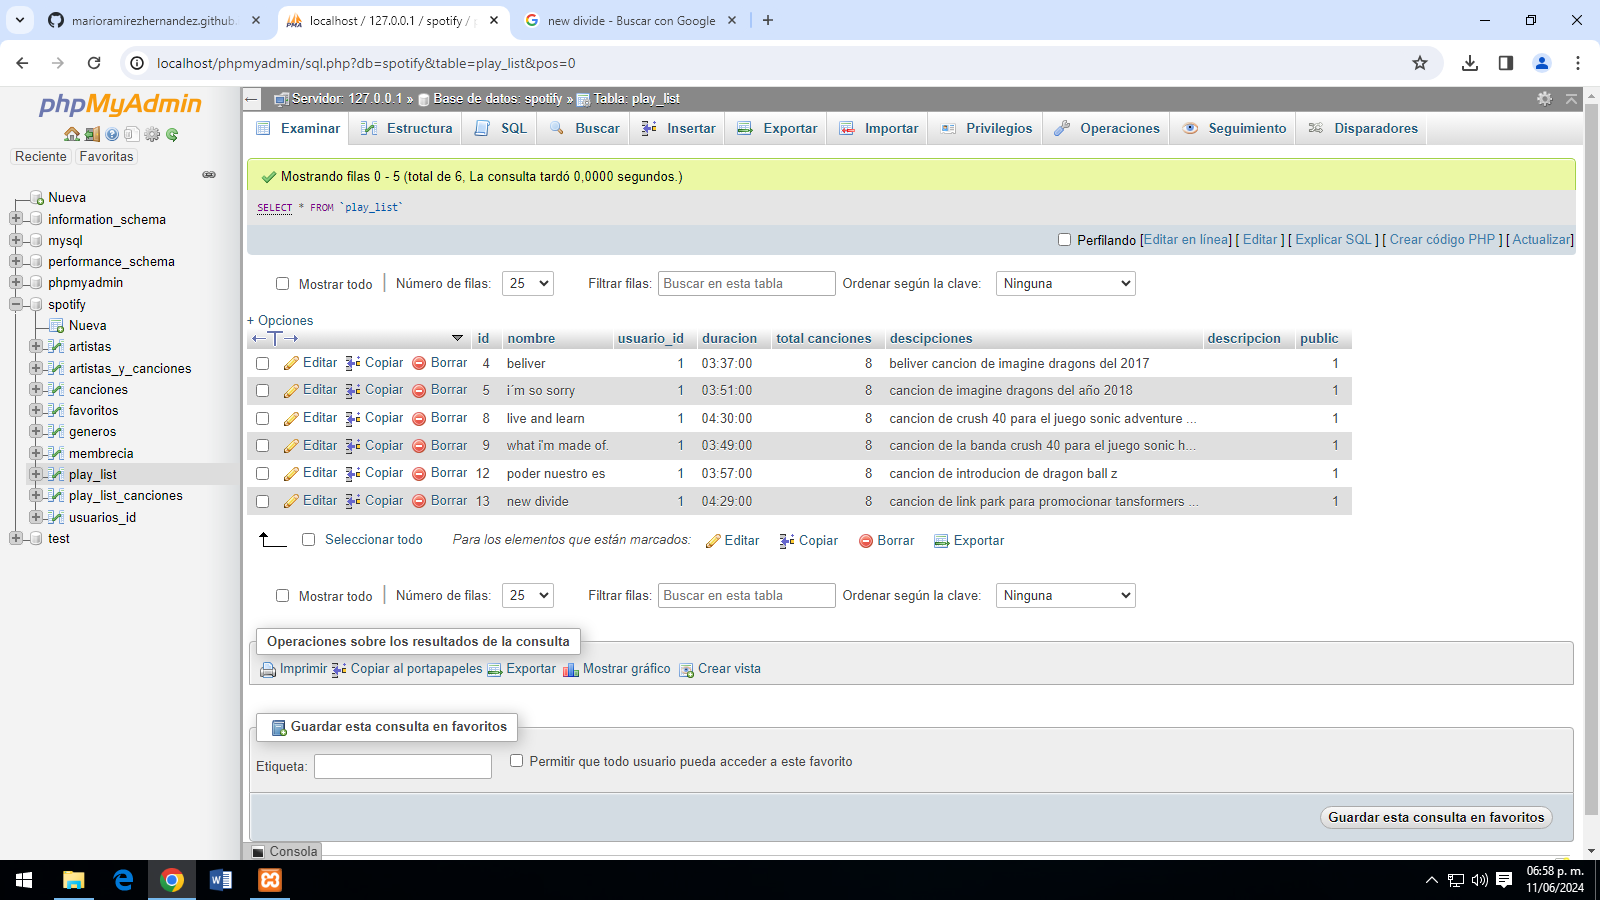 marioramirezhernandez.github.
localhost / 127.0.0.1 / spotify /
new divide - Buscar con Google
localhost/phpmyadmin/sql.php?db=spotify&table=play_list&pos=0
phpMyAdmin
Reciente Favoritas
Nueva
information_schema
mysql
performance_schema
phpmyadmin
spotify
Nueva
artistas
artistas_y_canciones
canciones
favoritos
generos
membrecia
play_list
play_list_canciones
usuarios_id
test
Servidor: 127.0.0.1 » Base de datos: spotify » Tabla: play_list
Examinar Estructura SQL Buscar Insertar Exportar Importar Privilegios Operaciones Seguimiento Disparadores
Mostrando filas 0 - 5 (total de 6, La consulta tardó 0,0000 segundos.)
SELECT * FROM `play_list`
Perfilando [Editar en línea] [ Editar ] [ Explicar SQL ] [ Crear código PHP ] [ Actualizar]
Mostrar todo Número de filas: 25 Filtrar filas: Buscar en esta tabla Ordenar según la clave: Ninguna
+ Opciones
id nombre usuario_id duracion total canciones descipciones descripcion public
Editar Copiar Borrar 4 beliver 1 03:37:00 8 beliver cancion de imagine dragons del 2017 1
Editar Copiar Borrar 5 i´m so sorry 1 03:51:00 8 cancion de imagine dragons del año 2018 1
Editar Copiar Borrar 8 live and learn 1 04:30:00 8 cancion de crush 40 para el juego sonic adventure ... 1
Editar Copiar Borrar 9 what i'm made of. 1 03:49:00 8 cancion de la banda crush 40 para el juego sonic h... 1
Editar Copiar Borrar 12 poder nuestro es 1 03:57:00 8 cancion de introducion de dragon ball z 1
Editar Copiar Borrar 13 new divide 1 04:29:00 8 cancion de link park para promocionar tansformers ... 1
Seleccionar todo Para los elementos que están marcados: Editar Copiar Borrar Exportar
Mostrar todo Número de filas: 25 Filtrar filas: Buscar en esta tabla Ordenar según la clave: Ninguna
Operaciones sobre los resultados de la consulta
Imprimir Copiar al portapapeles Exportar Mostrar gráfico Crear vista
Guardar esta consulta en favoritos
Etiqueta: Permitir que todo usuario pueda acceder a este favorito
Guardar esta consulta en favoritos
Consola
06:58 p. m.
11/06/2024